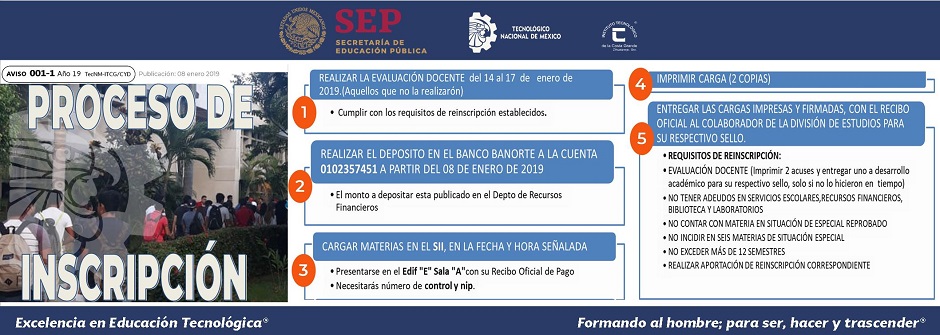 ESTADOS UNIDOS MEXICANOS
SEP
SECRETARÍA DE
EDUCACIÓN PÚBLICA
TECNOLÓGICO
NACIONAL DE MÉXICO
INSTITUTO TECNOLÓGICO
de la Costa Grande
Zihuatanejo, Gro.
AVISO 001-1 Año 19 TecNM-ITCG/CYD Publicación: 08 enero 2019
PROCESO DE
INSCRIPCIÓN
1
REALIZAR LA EVALUACIÓN DOCENTE del 14 al 17 de enero de
2019.(Aquellos que no la realizarón)
• Cumplir con los requisitos de reinscripción establecidos.
2
REALIZAR EL DEPOSITO EN EL BANCO BANORTE A LA CUENTA
0102357451 A PARTIR DEL 08 DE ENERO DE 2019
• El monto a depositar esta publicado en el Depto de Recursos
Financieros
3
CARGAR MATERIAS EN EL SII, EN LA FECHA Y HORA SEÑALADA
• Presentarse en el Edif "E" Sala "A"con su Recibo Oficial de Pago
• Necesitarás número de control y nip.
4
IMPRIMIR CARGA (2 COPIAS)
5
ENTREGAR LAS CARGAS IMPRESAS Y FIRMADAS, CON EL RECIBO
OFICIAL AL COLABORADOR DE LA DIVISIÓN DE ESTUDIOS PARA
SU RESPECTIVO SELLO.
• REQUISITOS DE REINSCRIPCIÓN:
• EVALUACIÓN DOCENTE (Imprimir 2 acuses y entregar uno a desarrollo
académico para su respectivo sello, solo si no lo hicieron en tiempo)
• NO TENER ADEUDOS EN SERVICIOS ESCOLARES,RECURSOS FINANCIEROS,
BIBLIOTECA Y LABORATORIOS
• NO CONTAR CON MATERIA EN SITUACIÓN DE ESPECIAL REPROBADO
• NO INCIDIR EN SEIS MATERIAS DE SITUACIÓN ESPECIAL
• NO EXCEDER MÁS DE 12 SEMESTRES
• REALIZAR APORTACIÓN DE REINSCRIPCIÓN CORRESPONDIENTE
Excelencia en Educación Tecnológica®
Formando al hombre; para ser, hacer y trascender®